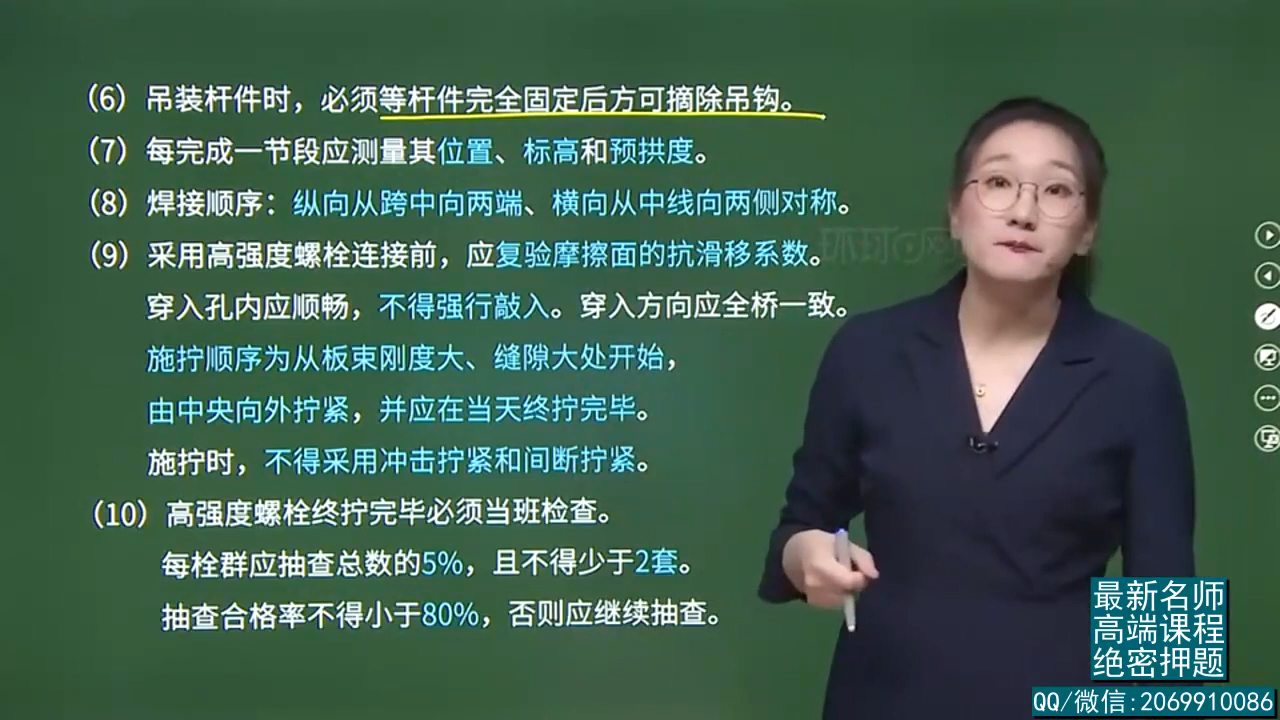 （6）吊装杆件时，必须等杆件完全固定后方可摘除吊钩。
（7）每完成一节段应测量其位置、标高和预拱度。
（8）焊接顺序：纵向从跨中向两端、横向从中线向两侧对称。
（9）采用高强度螺栓连接前，应复验摩擦面的抗滑移系数。
穿入孔内应顺畅，不得强行敲入。穿入方向应全桥一致。
施拧顺序为从板束刚度大、缝隙大处开始，
由中央向外拧紧，并应在当天终拧完毕。
施拧时，不得采用冲击拧紧和间断拧紧。
（10）高强度螺栓终拧完毕必须当班检查。
每栓群应抽查总数的5%，且不得少于2套。
抽查合格率不得小于80%，否则应继续抽查。
环球网
最新名师
高端课程
绝密押题
QQ/微信:2069910086